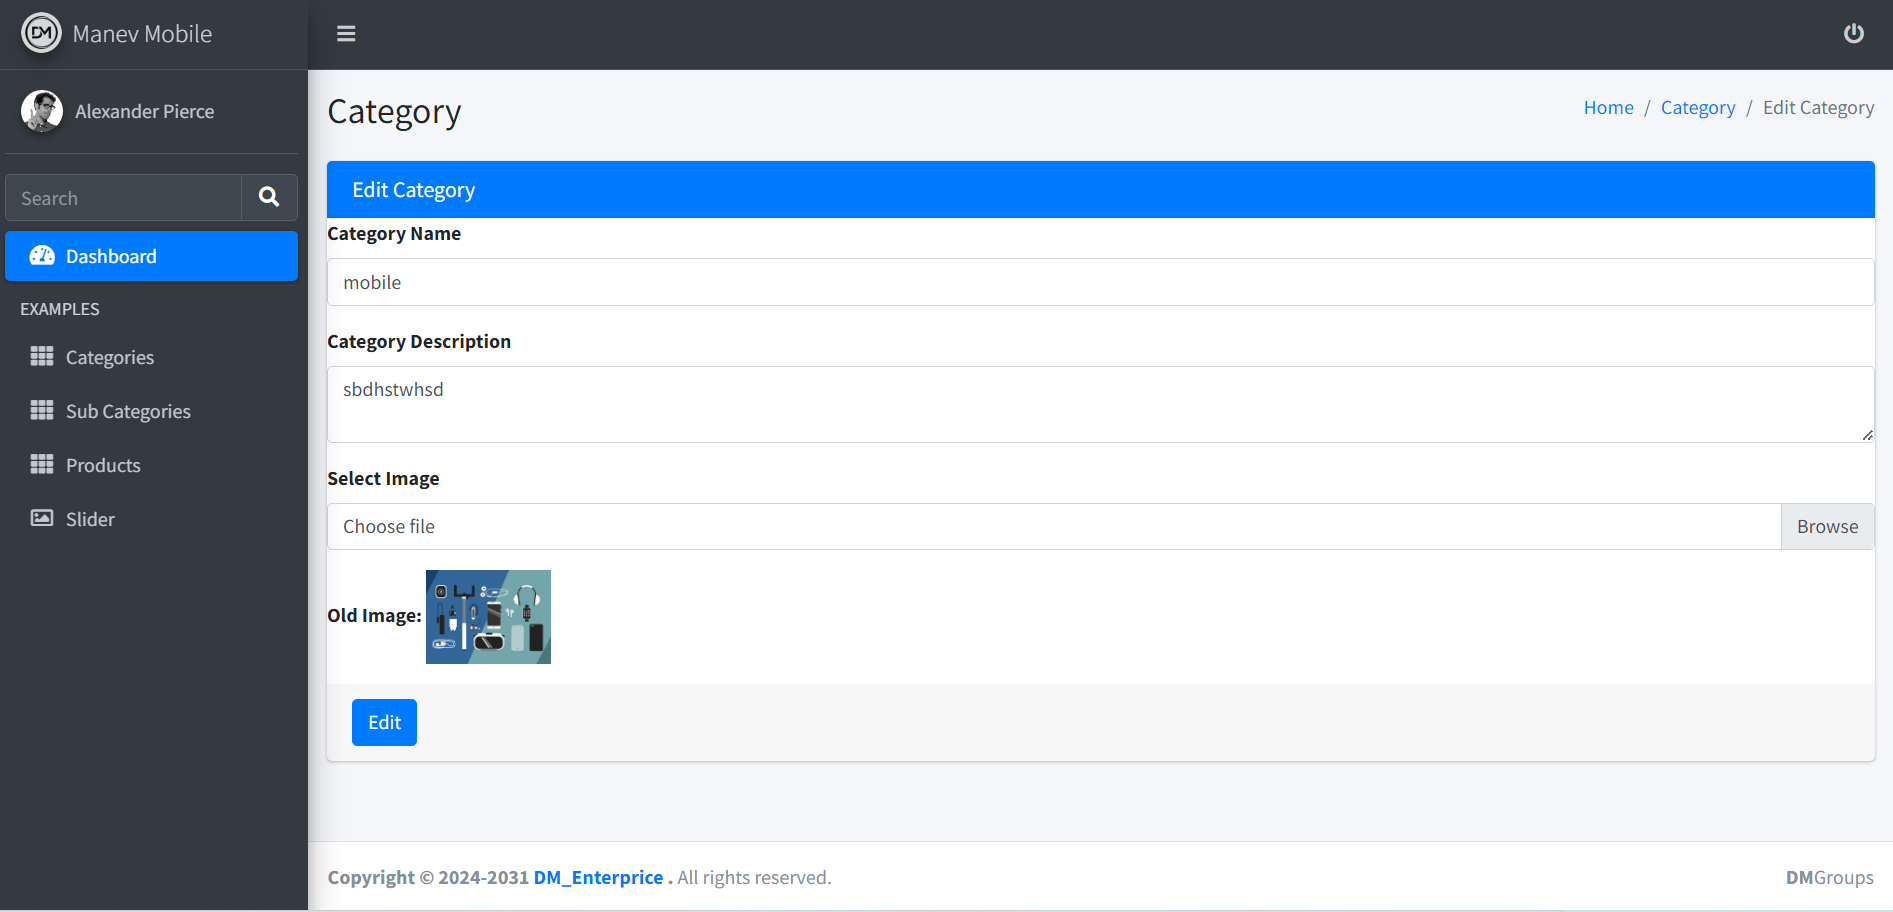 DM Manev Mobile
Alexander Pierce
Search
Dashboard
EXAMPLES
Categories
Sub Categories
Products
Slider
Category
Home / Category / Edit Category
Edit Category
Category Name
mobile
Category Description
sbdhstwhsd
Select Image
Choose file Browse
Old Image:
Edit
Copyright © 2024-2031 DM_Enterprice . All rights reserved.
DMGroups